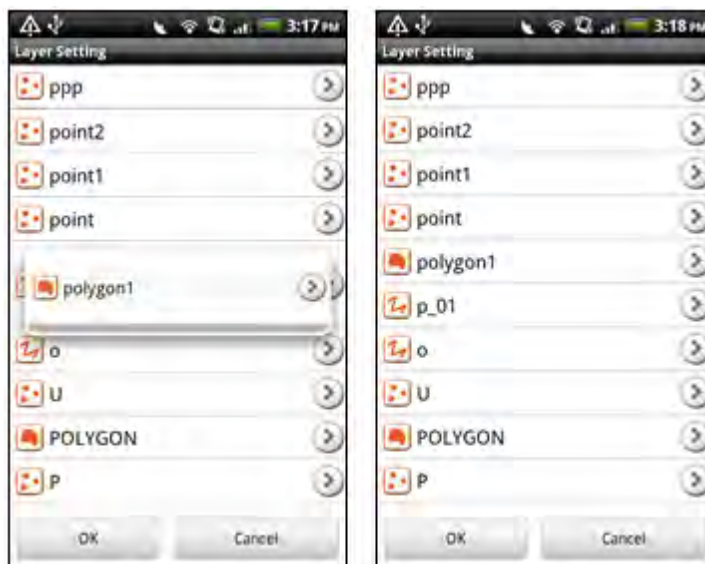 3:17 PM
Layer Setting
ppp
point2
point1
point
polygon1
o
U
POLYGON
P
OK Cancel
3:18 PM
Layer Setting
ppp
point2
point1
point
polygon1
p_01
o
U
POLYGON
P
OK Cancel